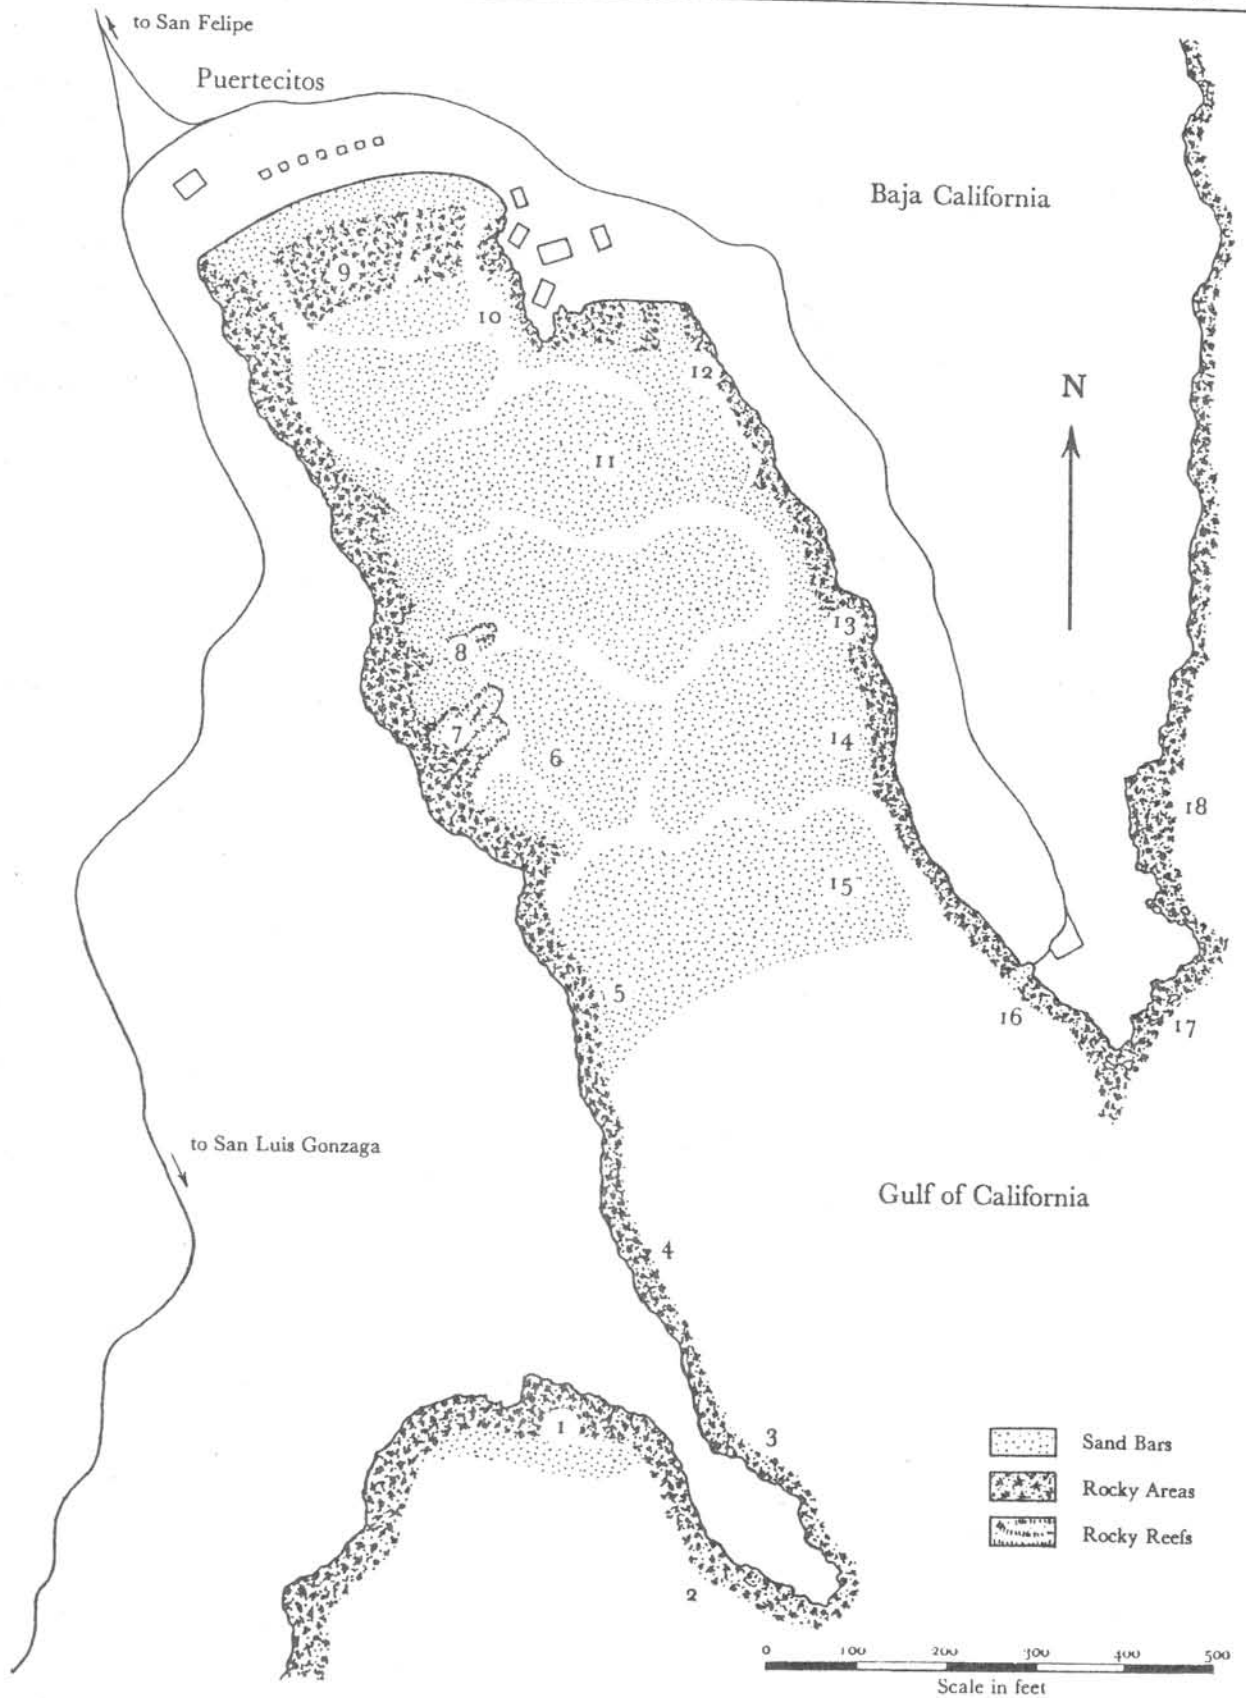 to San Felipe
Puertecitos
Baja California
9
10
12
N
11
13
8
7
6
14
18
15
5
16
17
to San Luis Gonzaga
Gulf of California
4
1
3
Sand Bars
Rocky Areas
Rocky Reefs
2
0 100 200 300 400 500
Scale in feet